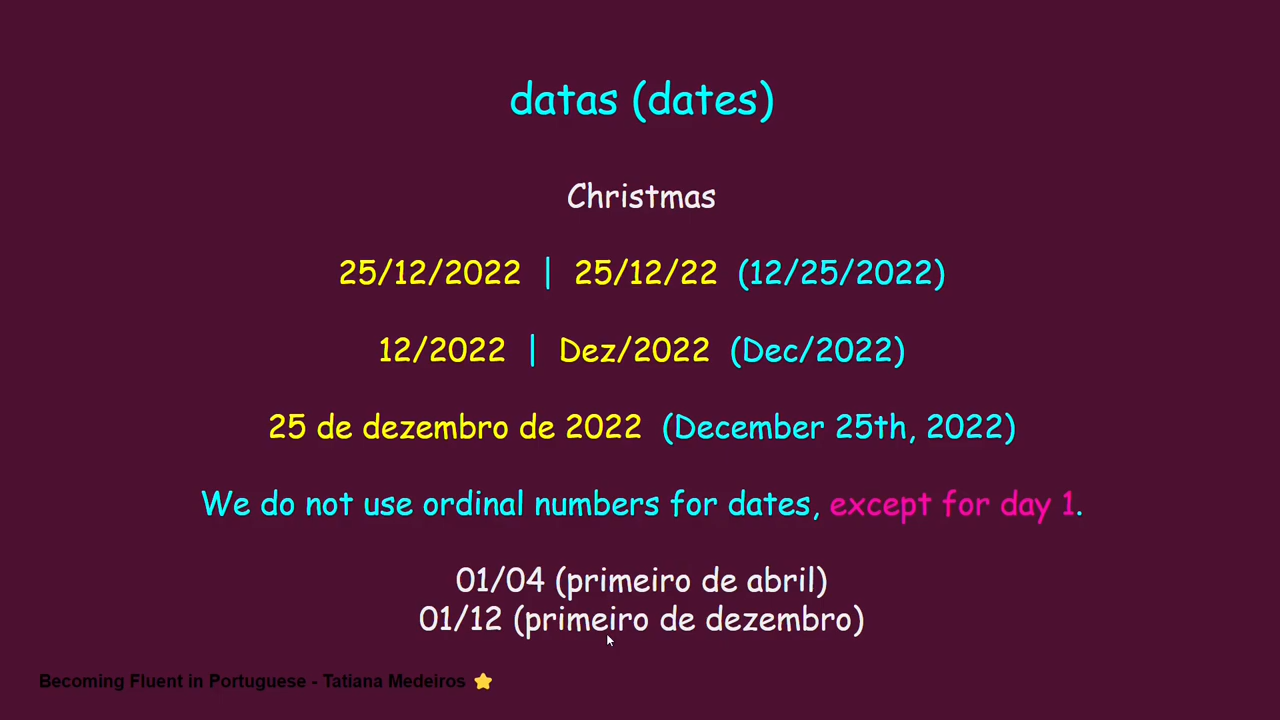 datas (dates)
Christmas
25/12/2022 | 25/12/22 (12/25/2022)
12/2022 | Dez/2022 (Dec/2022)
25 de dezembro de 2022 (December 25th, 2022)
We do not use ordinal numbers for dates, except for day 1.
01/04 (primeiro de abril)
01/12 (primeiro de dezembro)
Becoming Fluent in Portuguese - Tatiana Medeiros